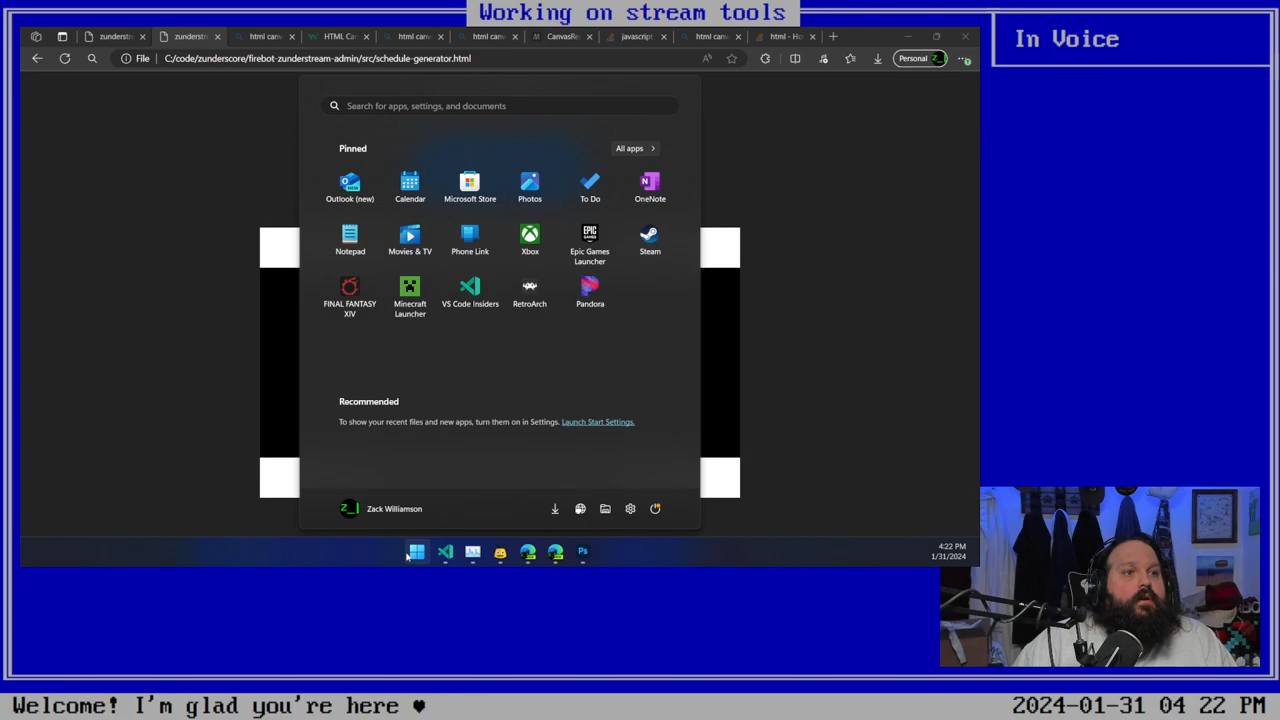 Working on stream tools
In Voice
zunderstr
zunderstr
html canv
HTML Can
html canv
html canv
CanvasRe
javascript
html canv
html - Ho
File
C:/code/zunderscore/firebot-zunderstream-admin/src/schedule-generator.html
Personal
Search for apps, settings, and documents
Pinned
All apps
Outlook (new)
Calendar
Microsoft Store
Photos
To Do
OneNote
Notepad
Movies & TV
Phone Link
Xbox
Epic Games
Launcher
Steam
FINAL FANTASY
XIV
Minecraft
Launcher
VS Code Insiders
RetroArch
Pandora
Recommended
To show your recent files and new apps, turn them on in Settings. Launch Start Settings.
Zack Williamson
4:22 PM
1/31/2024
Welcome! I'm glad you're here ♥
2024-01-31 04 22 PM